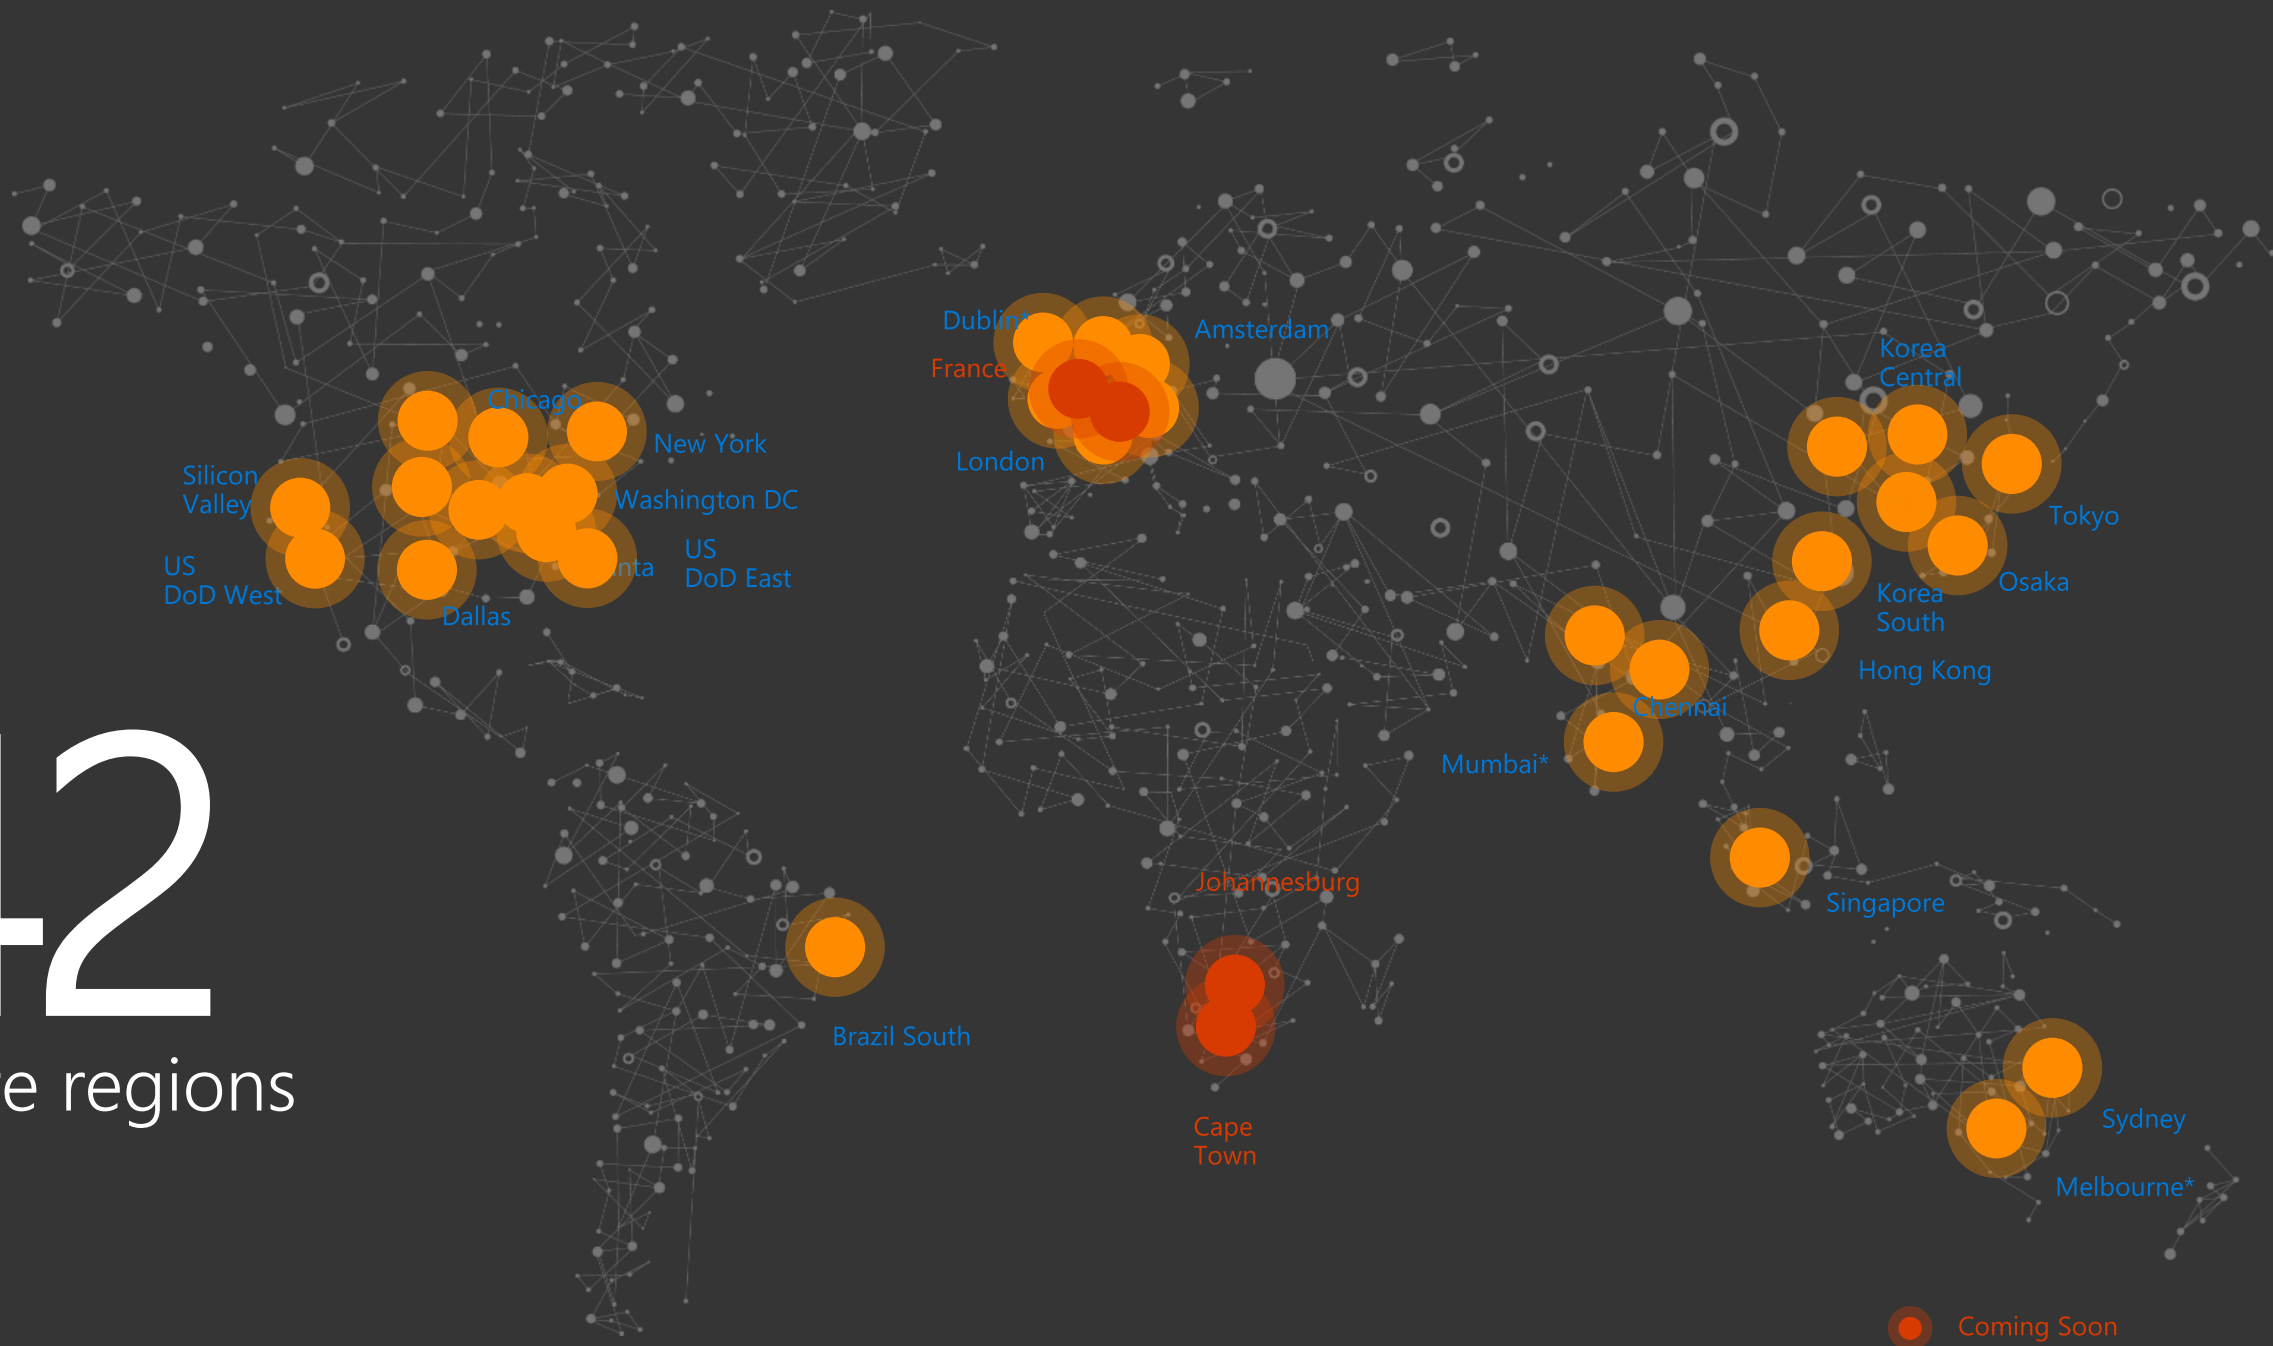 Dublin*
Amsterdam
France
Korea
Central
Chicago
New York
London
Silicon
Valley
Washington DC
Tokyo
US
DoD East
US
DoD West
Osaka
Korea
South
Dallas
Hong Kong
Chennai
Mumbai*
42
Johannesburg
Singapore
Brazil South
regions
Cape
Town
Sydney
Melbourne*
Coming Soon